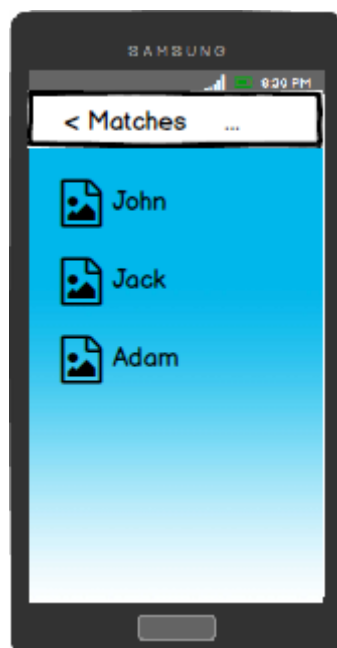 SAMSUNG
8:30 PM
< Matches ...
John
Jack
Adam